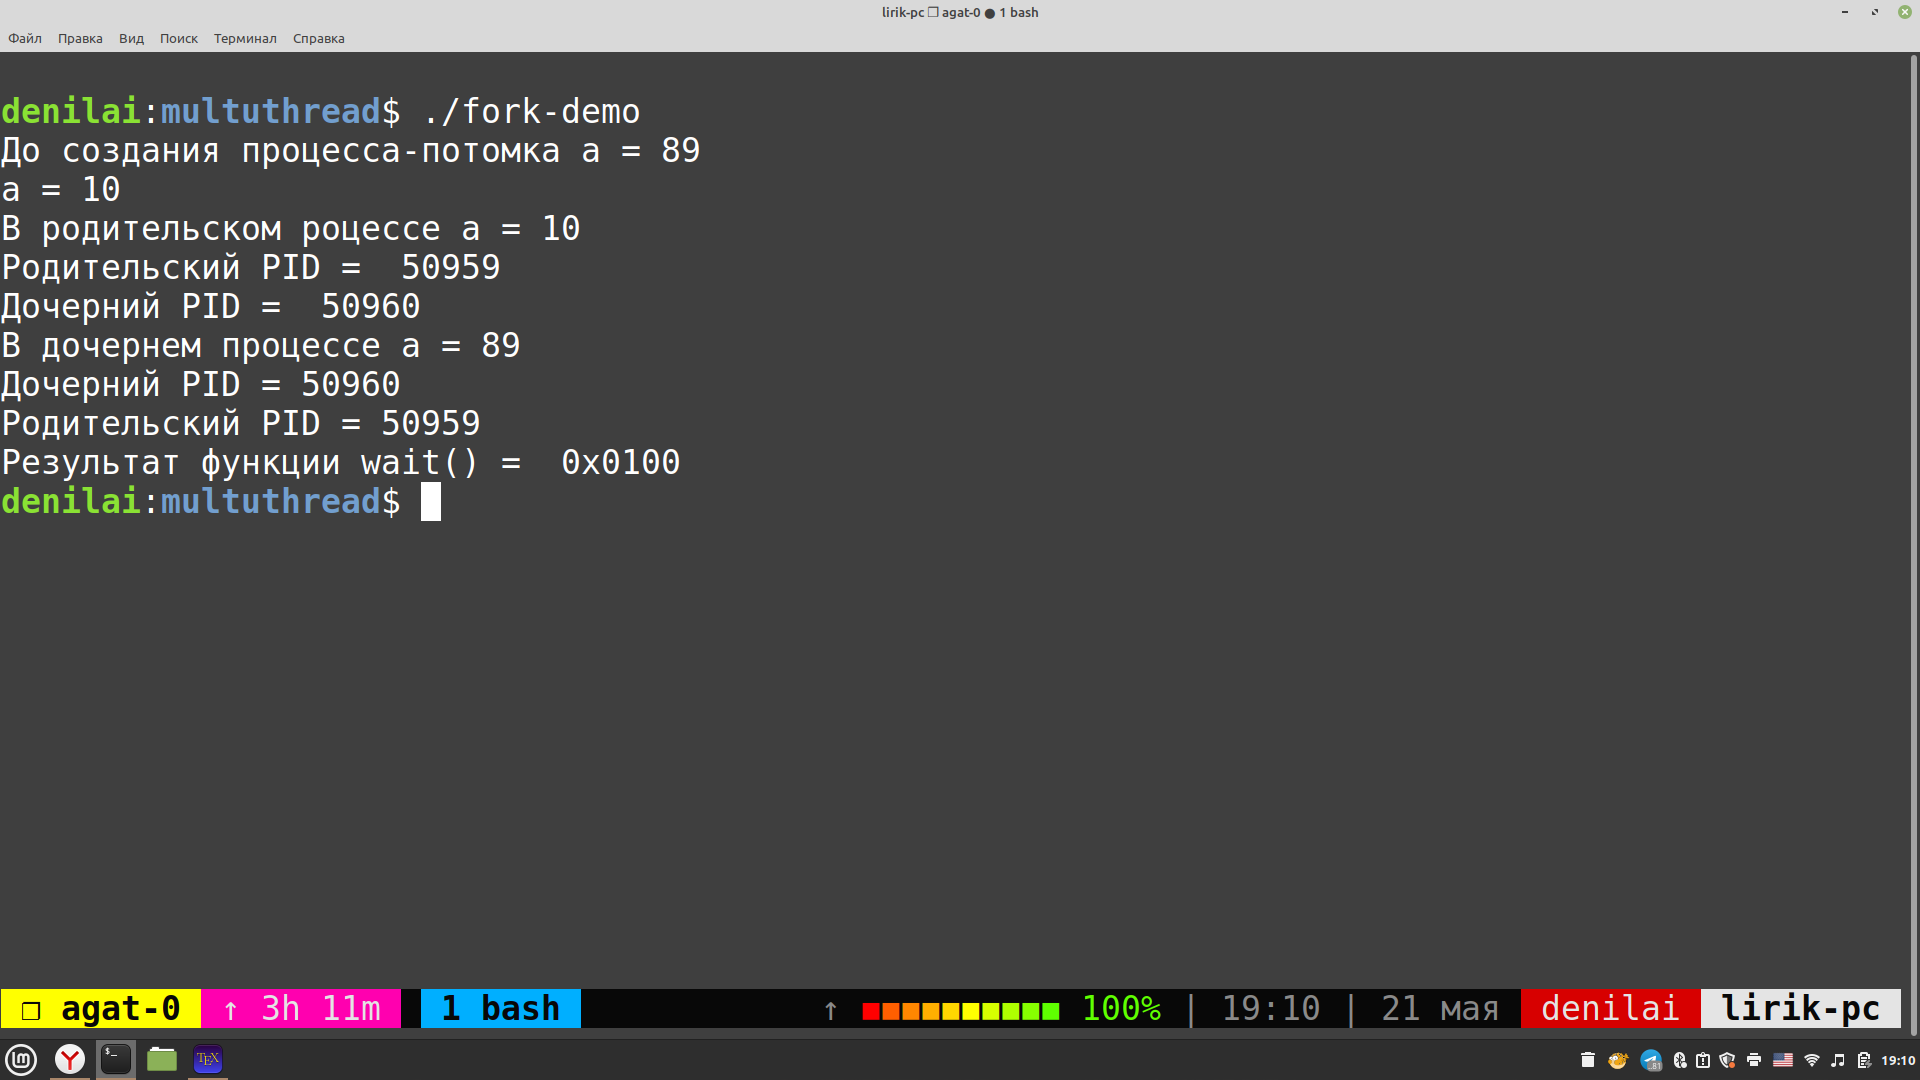 lirik-pc ❐ agat-0 ● 1 bash
Файл Правка Вид Поиск Терминал Справка
denilai:multuthread$ ./fork-demo
До создания процесса-потомка a = 89
a = 10
В родительском роцессе a = 10
Родительский PID =  50959
Дочерний PID =  50960
В дочернем процессе a = 89
Дочерний PID = 50960
Родительский PID = 50959
Результат функции wait() =  0x0100
denilai:multuthread$
❐ agat-0 ↑ 3h 11m 1 bash ↑ 100% | 19:10 | 21 мая denilai lirik-pc
TEX 81 19:10